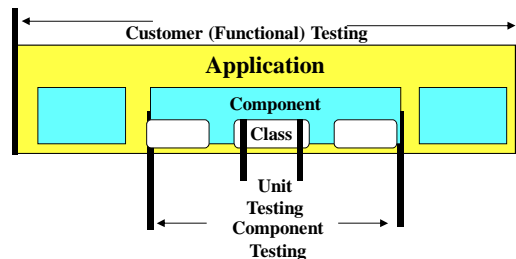 Customer (Functional) Testing
Application
Component
Class
Unit
Testing
Component
Testing